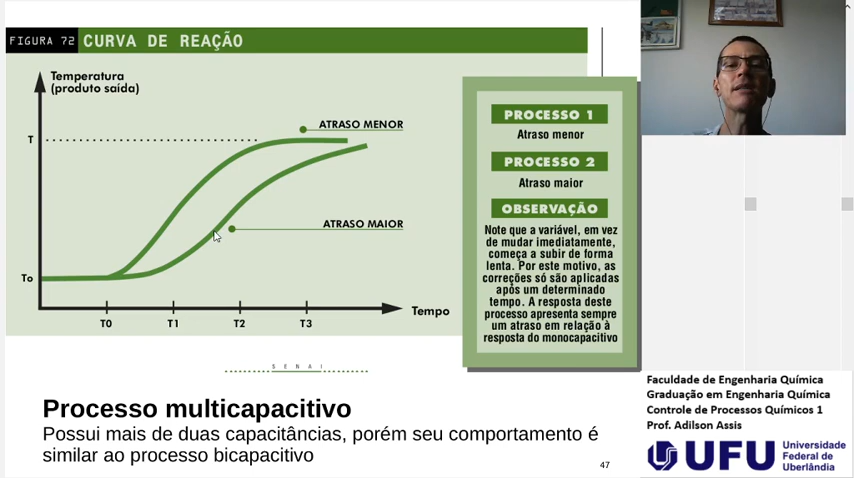 FIGURA 72 CURVA DE REAÇÃO
Temperatura
(produto saída)
T
To
ATRASO MENOR
ATRASO MAIOR
T0 T1 T2 T3
Tempo
PROCESSO 1
Atraso menor
PROCESSO 2
Atraso maior
OBSERVAÇÃO
Note que a variável, em vez
de mudar imediatamente,
começa a subir de forma
lenta. Por este motivo, as
correções só são aplicadas
após um determinado
tempo. A resposta deste
processo apresenta sempre
um atraso em relação à
resposta do monocapacitivo
SENAI
Processo multicapacitivo
Possui mais de duas capacitâncias, porém seu comportamento é
similar ao processo bicapacitivo
47
Faculdade de Engenharia Química
Graduação em Engenharia Química
Controle de Processos Químicos 1
Prof. Adilson Assis
UFU
Universidade
Federal de
Uberlândia